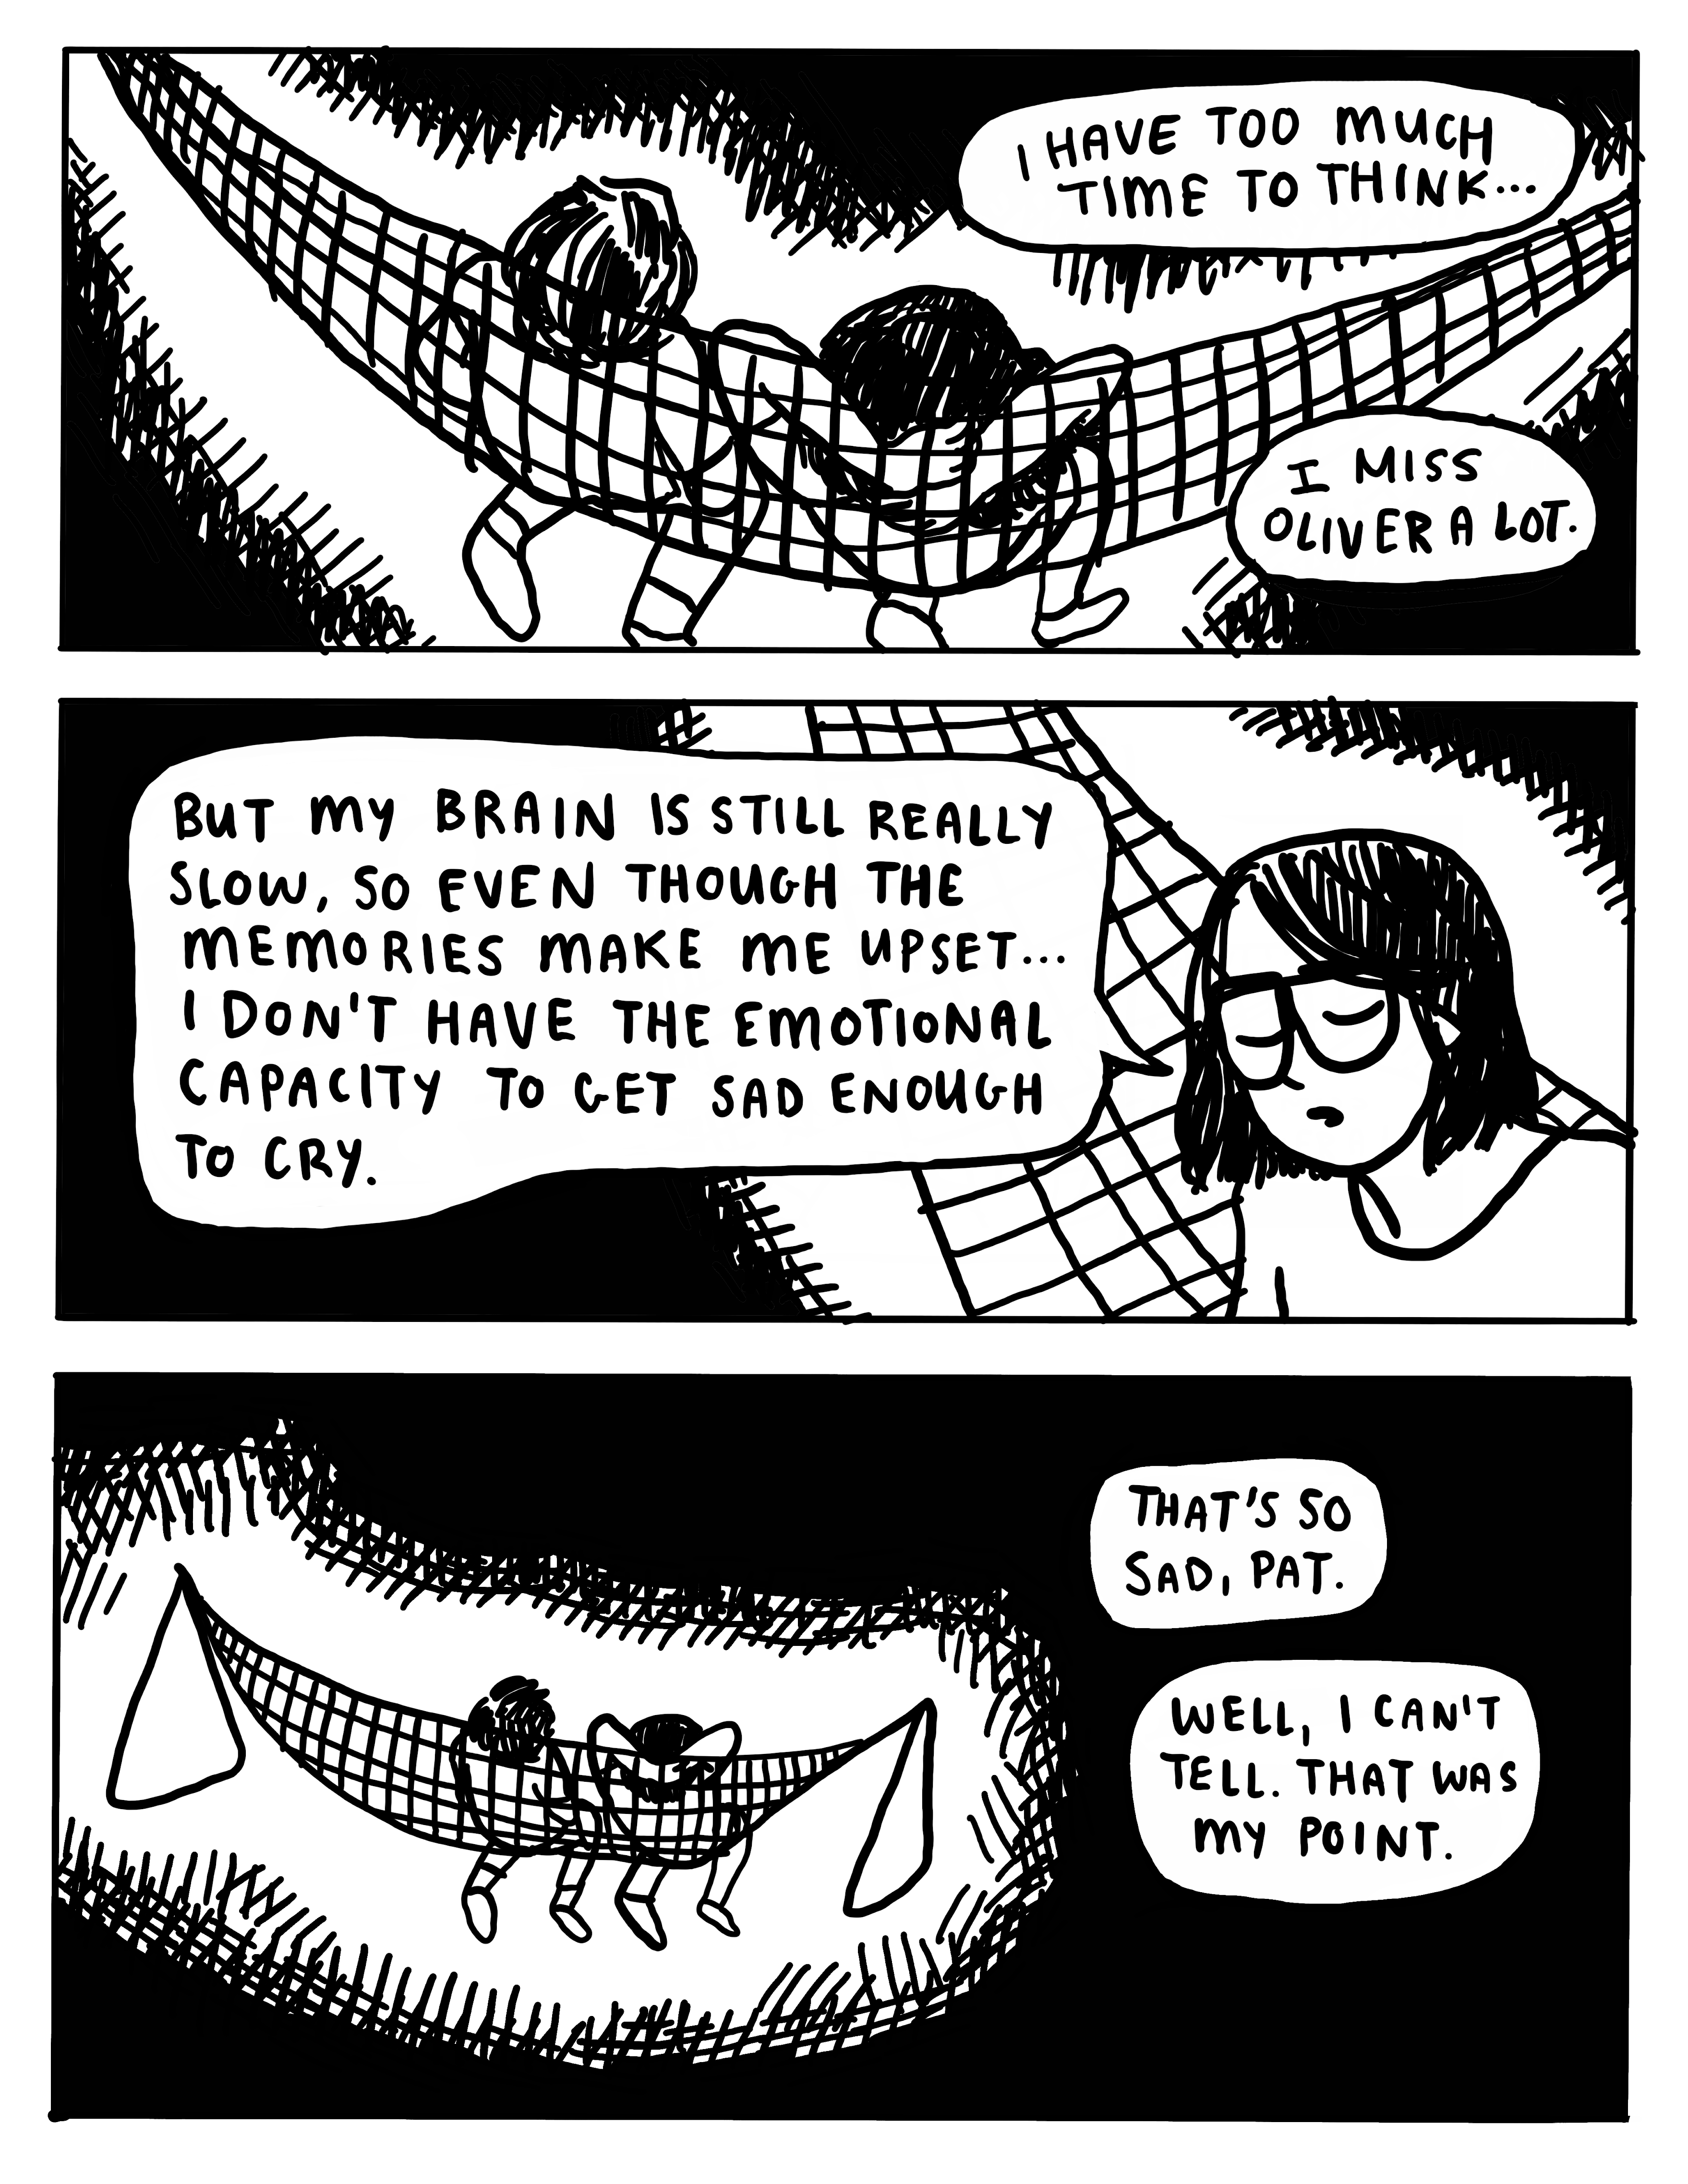 I HAVE TOO MUCH
TIME TO THINK...
I MISS
OLIVER A LOT.
BUT MY BRAIN IS STILL REALLY
SLOW, SO EVEN THOUGH THE
MEMORIES MAKE ME UPSET...
I DON'T HAVE THE EMOTIONAL
CAPACITY TO GET SAD ENOUGH
TO CRY.
THAT'S SO
SAD, PAT.
WELL, I CAN'T
TELL. THAT WAS
MY POINT.